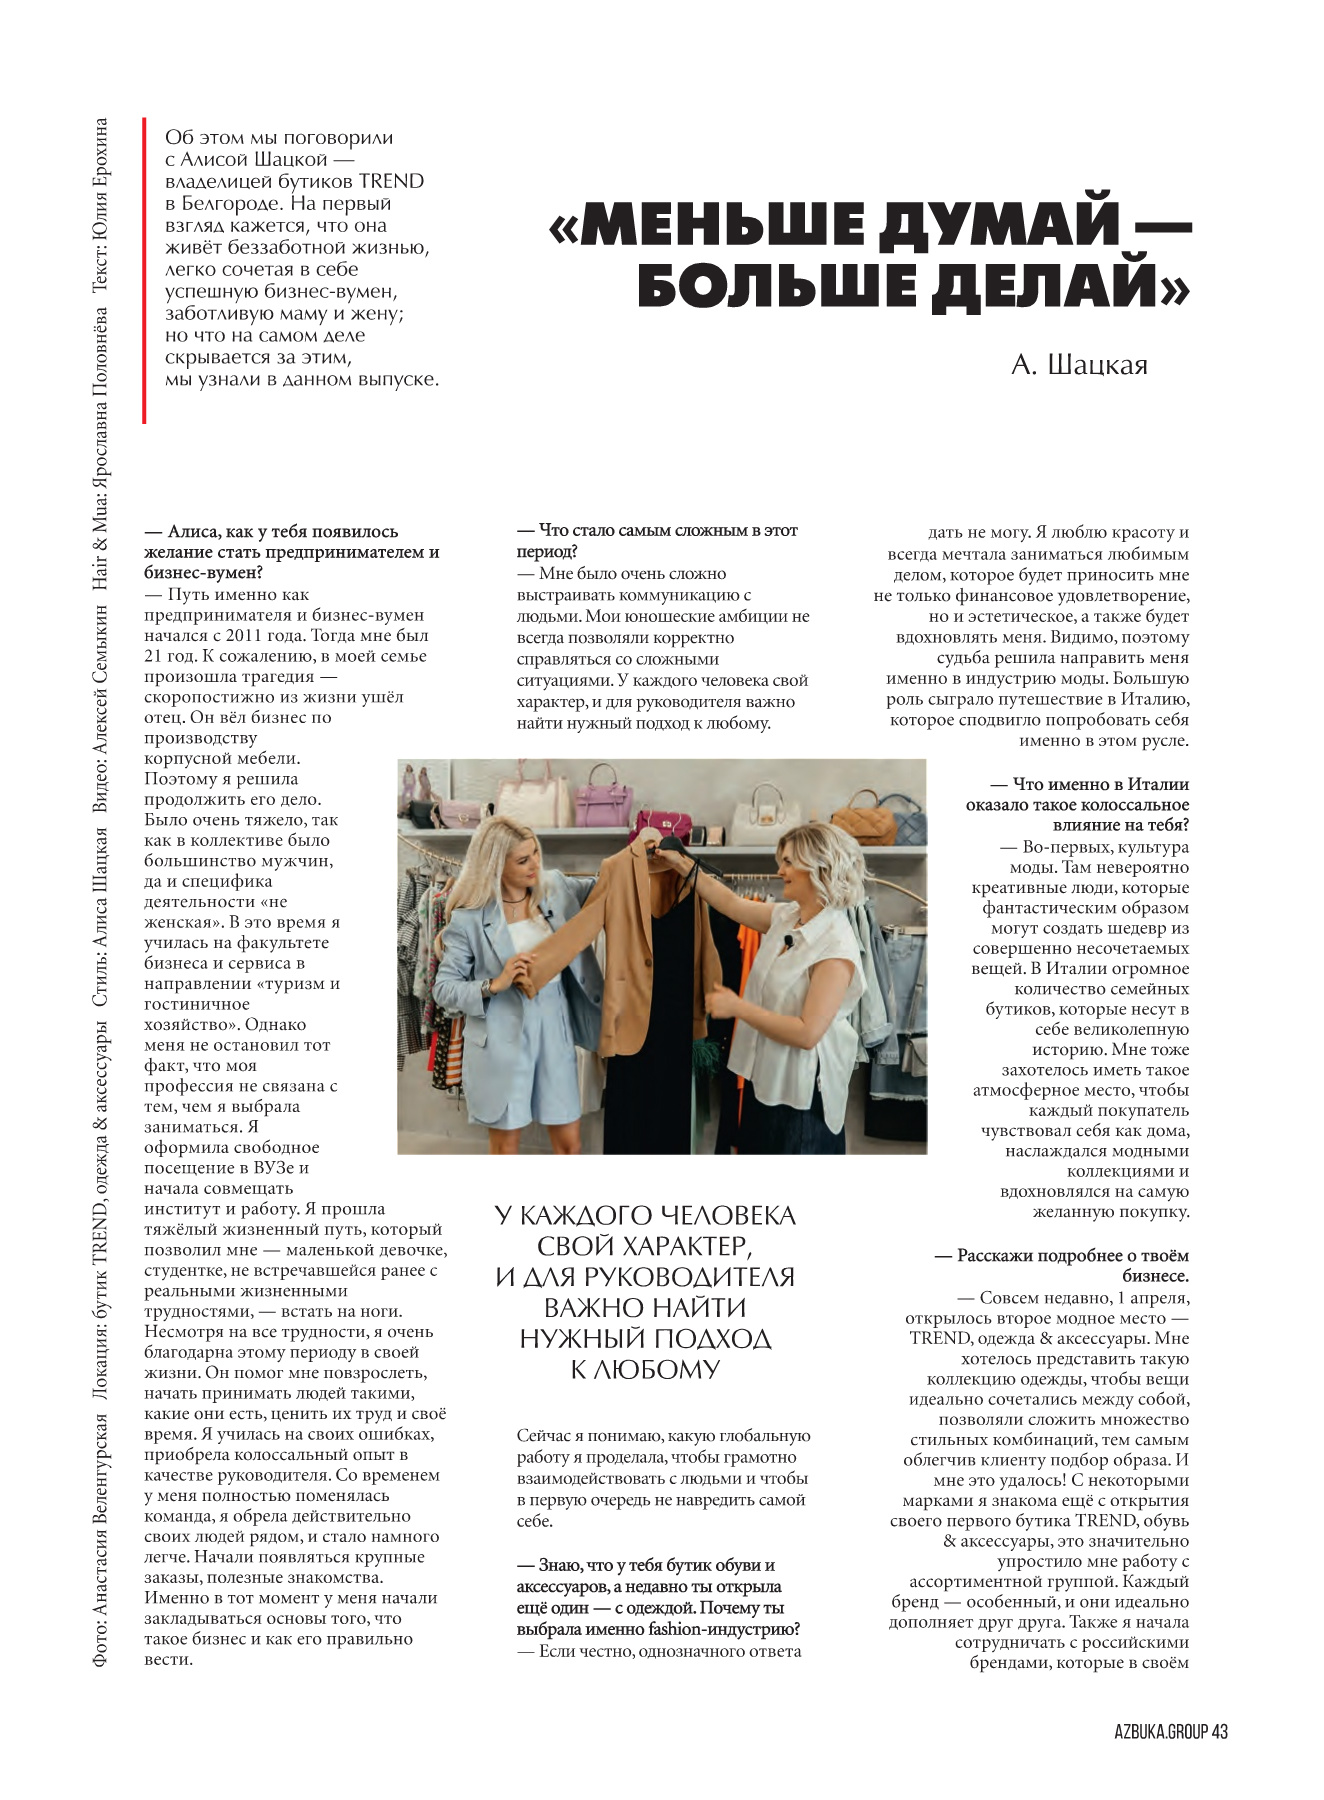 Фото: Анастасия Веленгурская Локация: бутик TREND, одежда & аксессуары Стиль: Алиса Шацкая Видео: Алексей Семыкин Hair & Mua: Ярославна Половнёва Текст: Юлия Ерохина
Об этом мы поговорили
с Алисой Шацкой —
владелицей бутиков TREND
в Белгороде. На первый
взгляд кажется, что она
живёт беззаботной жизнью,
легко сочетая в себе
успешную бизнес-вумен,
заботливую маму и жену;
но что на самом деле
скрывается за этим,
мы узнали в данном выпуске.
«МЕНЬШЕ ДУМАЙ —
БОЛЬШЕ ДЕЛАЙ»
А. Шацкая
— Алиса, как у тебя появилось
желание стать предпринимателем и
бизнес-вумен?
— Путь именно как
предпринимателя и бизнес-вумен
начался с 2011 года. Тогда мне был
21 год. К сожалению, в моей семье
произошла трагедия —
скоропостижно из жизни ушёл
отец. Он вёл бизнес по
производству
корпусной мебели.
Поэтому я решила
продолжить его дело.
Было очень тяжело, так
как в коллективе было
большинство мужчин,
да и специфика
деятельности «не
женская». В это время я
училась на факультете
бизнеса и сервиса в
направлении «туризм и
гостиничное
хозяйство». Однако
меня не остановил тот
факт, что моя
профессия не связана с
тем, чем я выбрала
заниматься. Я
оформила свободное
посещение в ВУЗе и
начала совмещать
институт и работу. Я прошла
тяжёлый жизненный путь, который
позволил мне — маленькой девочке,
студентке, не встречавшейся ранее с
реальными жизненными
трудностями, — встать на ноги.
Несмотря на все трудности, я очень
благодарна этому периоду в своей
жизни. Он помог мне повзрослеть,
начать принимать людей такими,
какие они есть, ценить их труд и своё
время. Я училась на своих ошибках,
приобрела колоссальный опыт в
качестве руководителя. Со временем
у меня полностью поменялась
команда, я обрела действительно
своих людей рядом, и стало намного
легче. Начали появляться крупные
заказы, полезные знакомства.
Именно в тот момент у меня начали
закладываться основы того, что
такое бизнес и как его правильно
вести.
— Что стало самым сложным в этот
период?
— Мне было очень сложно
выстраивать коммуникацию с
людьми. Мои юношеские амбиции не
всегда позволяли корректно
справляться со сложными
ситуациями. У каждого человека свой
характер, и для руководителя важно
найти нужный подход к любому.
У КАЖДОГО ЧЕЛОВЕКА
СВОЙ ХАРАКТЕР,
И ДЛЯ РУКОВОДИТЕЛЯ
ВАЖНО НАЙТИ
НУЖНЫЙ ПОДХОД
К ЛЮБОМУ
Сейчас я понимаю, какую глобальную
работу я проделала, чтобы грамотно
взаимодействовать с людьми и чтобы
в первую очередь не навредить самой
себе.
— Знаю, что у тебя бутик обуви и
аксессуаров, а недавно ты открыла
ещё один — с одеждой. Почему ты
выбрала именно fashion-индустрию?
— Если честно, однозначного ответа
дать не могу. Я люблю красоту и
всегда мечтала заниматься любимым
делом, которое будет приносить мне
не только финансовое удовлетворение,
но и эстетическое, а также будет
вдохновлять меня. Видимо, поэтому
судьба решила направить меня
именно в индустрию моды. Большую
роль сыграло путешествие в Италию,
которое сподвигло попробовать себя
именно в этом русле.
— Что именно в Италии
оказало такое колоссальное
влияние на тебя?
— Во-первых, культура
моды. Там невероятно
креативные люди, которые
фантастическим образом
могут создать шедевр из
совершенно несочетаемых
вещей. В Италии огромное
количество семейных
бутиков, которые несут в
себе великолепную
историю. Мне тоже
захотелось иметь такое
атмосферное место, чтобы
каждый покупатель
чувствовал себя как дома,
наслаждался модными
коллекциями и
вдохновлялся на самую
желанную покупку.
— Расскажи подробнее о твоём
бизнесе.
— Совсем недавно, 1 апреля,
открылось второе модное место —
TREND, одежда & аксессуары. Мне
хотелось представить такую
коллекцию одежды, чтобы вещи
идеально сочетались между собой,
позволяли сложить множество
стильных комбинаций, тем самым
облегчив клиенту подбор образа. И
мне это удалось! С некоторыми
марками я знакома ещё с открытия
своего первого бутика TREND, обувь
& аксессуары, это значительно
упростило мне работу с
ассортиментной группой. Каждый
бренд — особенный, и они идеально
дополняет друг друга. Также я начала
сотрудничать с российскими
брендами, которые в своём
AZBUKA.GROUP 43